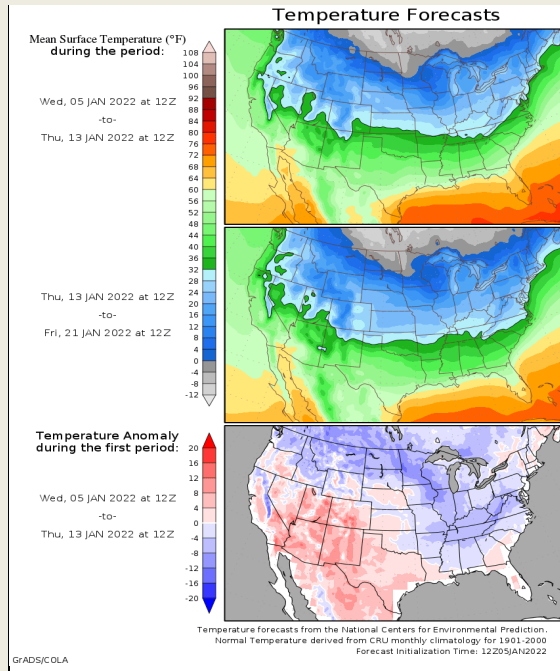 Temperature Forecasts
Mean Surface Temperature (°F)
during the period:
Wed, 05 JAN 2022 at 12Z
-to-
Thu, 13 JAN 2022 at 12Z
108
104
100
96
92
88
84
80
76
72
68
64
60
56
52
48
44
40
36
32
28
24
20
16
12
8
4
0
-4
-8
-12
Thu, 13 JAN 2022 at 12Z
-to-
Fri, 21 JAN 2022 at 12Z
Temperature Anomaly
during the first period:
Wed, 05 JAN 2022 at 12Z
-to-
Thu, 13 JAN 2022 at 12Z
20
16
12
8
4
0
-4
-8
-12
-16
-20
Temperature forecasts from the National Centers for Environmental Prediction.
Normal Temperature derived from CRU monthly climatology for 1901-2000
Forecast Initialization Time: 12Z05JAN2022
GrADS/COLA